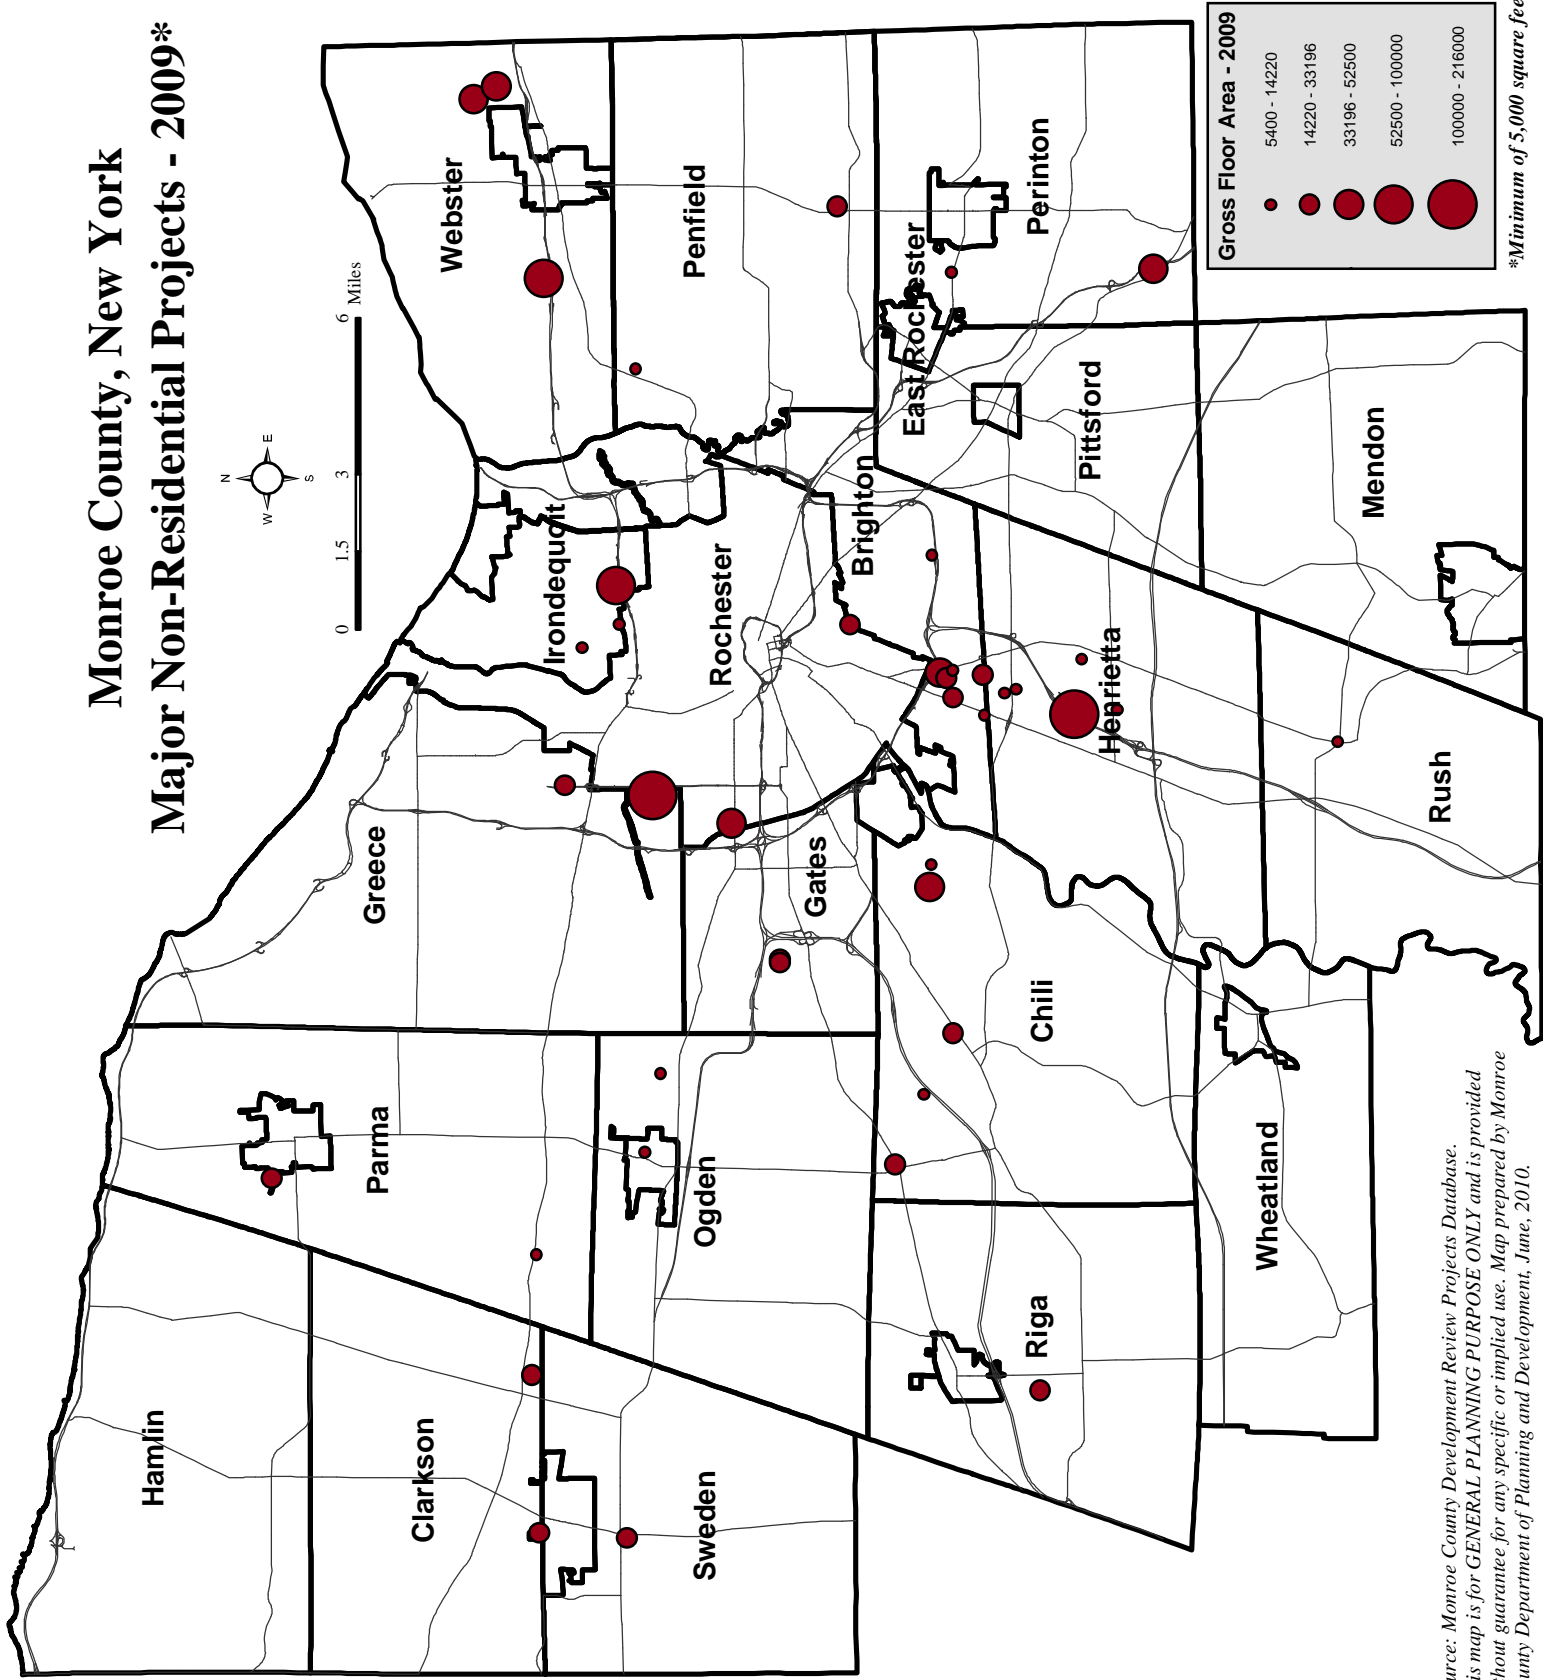 Monroe County, New York
Major Non-Residential Projects - 2009*
N
W
E
S
0
1.5
3
6 Miles
Hamlin
Clarkson
Sweden
Parma
Ogden
Greece
Gates
Riga
Chili
Wheatland
Irondequoit
Rochester
Brighton
Henrietta
Rush
Webster
Penfield
East Rochester
Perinton
Pittsford
Mendon
Gross Floor Area - 2009
5400 - 14220
14220 - 33196
33196 - 52500
52500 - 100000
100000 - 216000
*Minimum of 5,000 square fee
urce: Monroe County Development Review Projects Database.
is map is for GENERAL PLANNING PURPOSE ONLY and is provided
hout guarantee for any specific or implied use. Map prepared by Monroe
unty Department of Planning and Development, June, 2010.